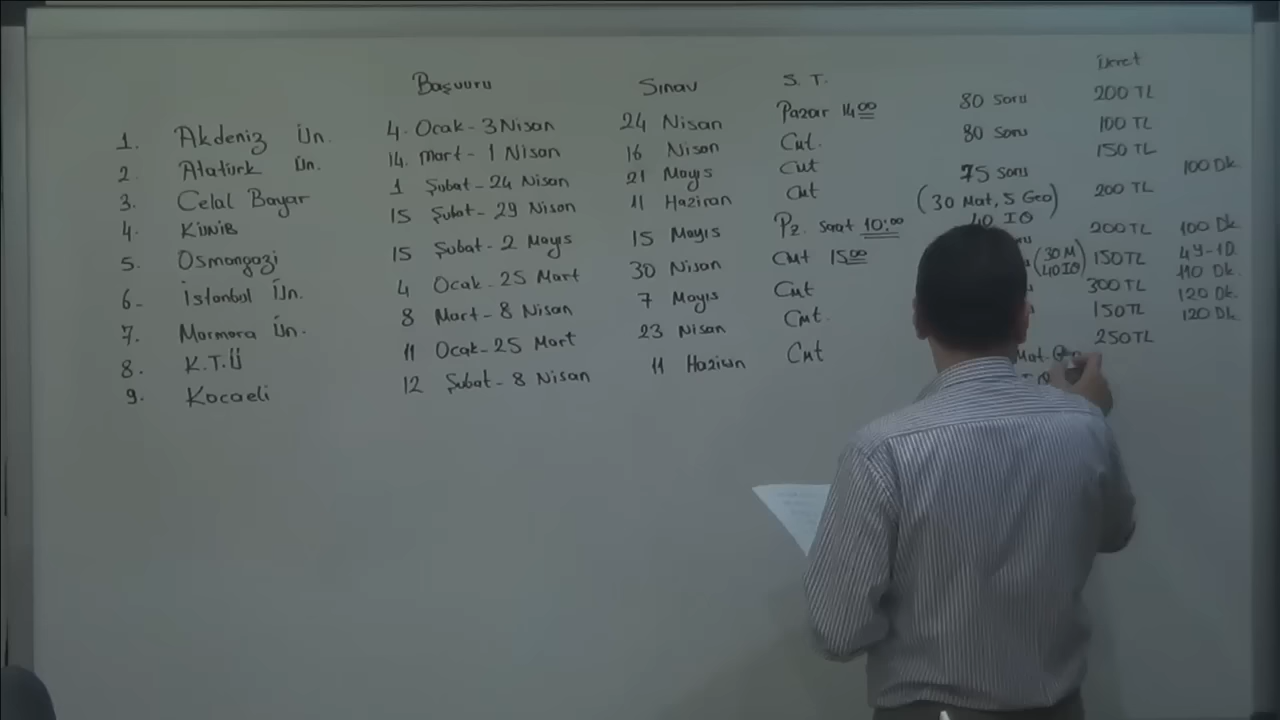 Başvuru Sınav S. T. Ücret
1. Akdeniz Ün. 4. Ocak - 3 Nisan 24 Nisan Pazar 14:00 80 Soru 200 TL
2. Atatürk Ün. 14. Mart - 1 Nisan 16 Nisan Cmt. 80 Soru 100 TL
3. Celal Bayar 1 Şubat - 24 Nisan 21 Mayıs Cmt 75 Soru 150 TL 100 Dk.
4. 15 Şubat - 29 Nisan 11 Haziran Cmt (30 Mat, 5 Geo) 40 IQ 200 TL
5. Osmangazi 15 Şubat - 2 Mayıs 15 Mayıs Pz. Saat 10:00 200 TL 100 Dk
6- İstanbul Ün. 4 Ocak - 25 Mart 30 Nisan Cmt 15:00 (30 M 40 IQ) 150 TL
7. Marmara Ün. 8 Mart - 8 Nisan 7 Mayıs Cmt 300 TL 110 Dk.
8. K.T.Ü 11 Ocak - 25 Mart 23 Nisan Cmt. 150 TL 120 Dk.
9. Kocaeli 12 Şubat - 8 Nisan 11 Haziran Cmt 250 TL 120 Dk.